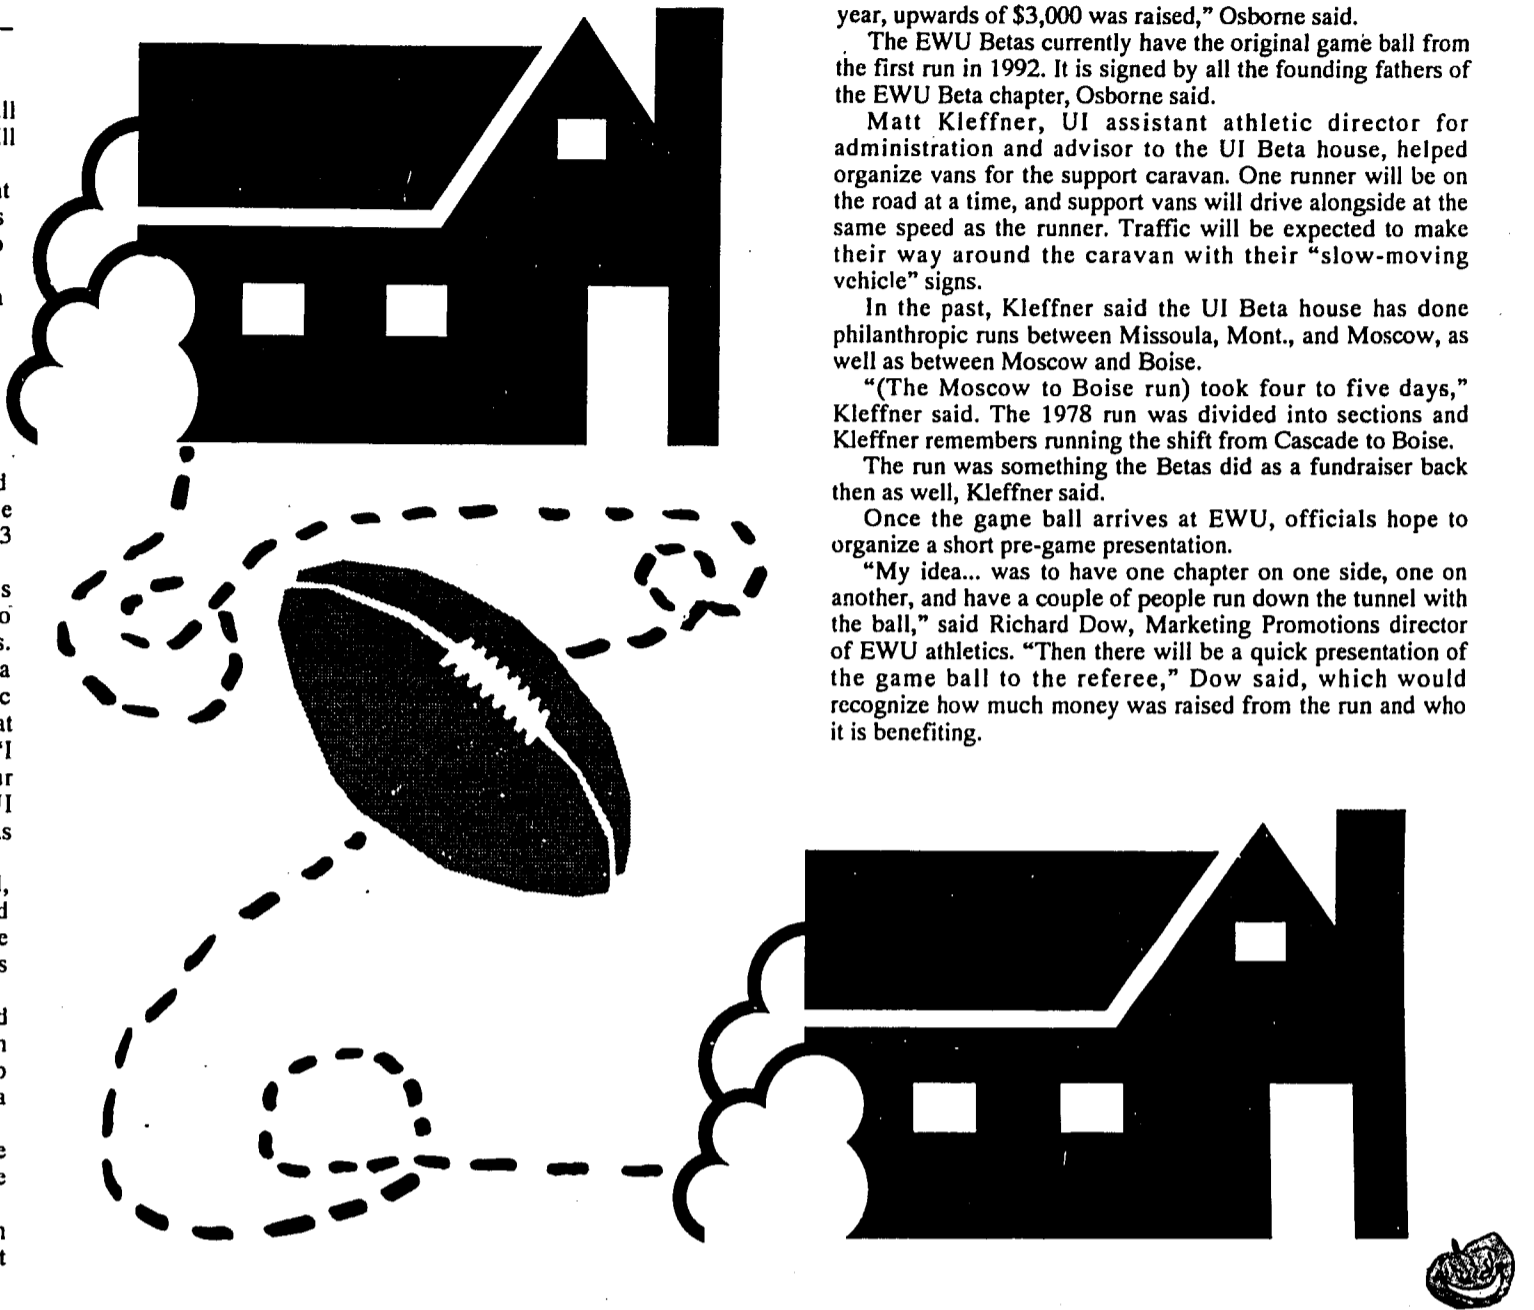 year, upwards of $3,000 was raised,” Osborne said.
The EWU Betas currently have the original game ball from
the first run in 1992. It is signed by all the founding fathers of
the EWU Beta chapter, Osborne said.
Matt Kleffner, UI assistant athletic director for
administration and advisor to the UI Beta house, helped
organize vans for the support caravan. One runner will be on
the road at a time, and support vans will drive alongside at the
same speed as the runner. Traffic will be expected to make
their way around the caravan with their “slow-moving
vehicle” signs.
In the past, Kleffner said the UI Beta house has done
philanthropic runs between Missoula, Mont., and Moscow, as
well as between Moscow and Boise.
“(The Moscow to Boise run) took four to five days,”
Kleffner said. The 1978 run was divided into sections and
Kleffner remembers running the shift from Cascade to Boise.
The run was something the Betas did as a fundraiser back
then as well, Kleffner said.
Once the game ball arrives at EWU, officials hope to
organize a short pre-game presentation.
“My idea... was to have one chapter on one side, one on
another, and have a couple of people run down the tunnel with
the ball,” said Richard Dow, Marketing Promotions director
of EWU athletics. “Then there will be a quick presentation of
the game ball to the referee,” Dow said, which would
recognize how much money was raised from the run and who
it is benefiting.